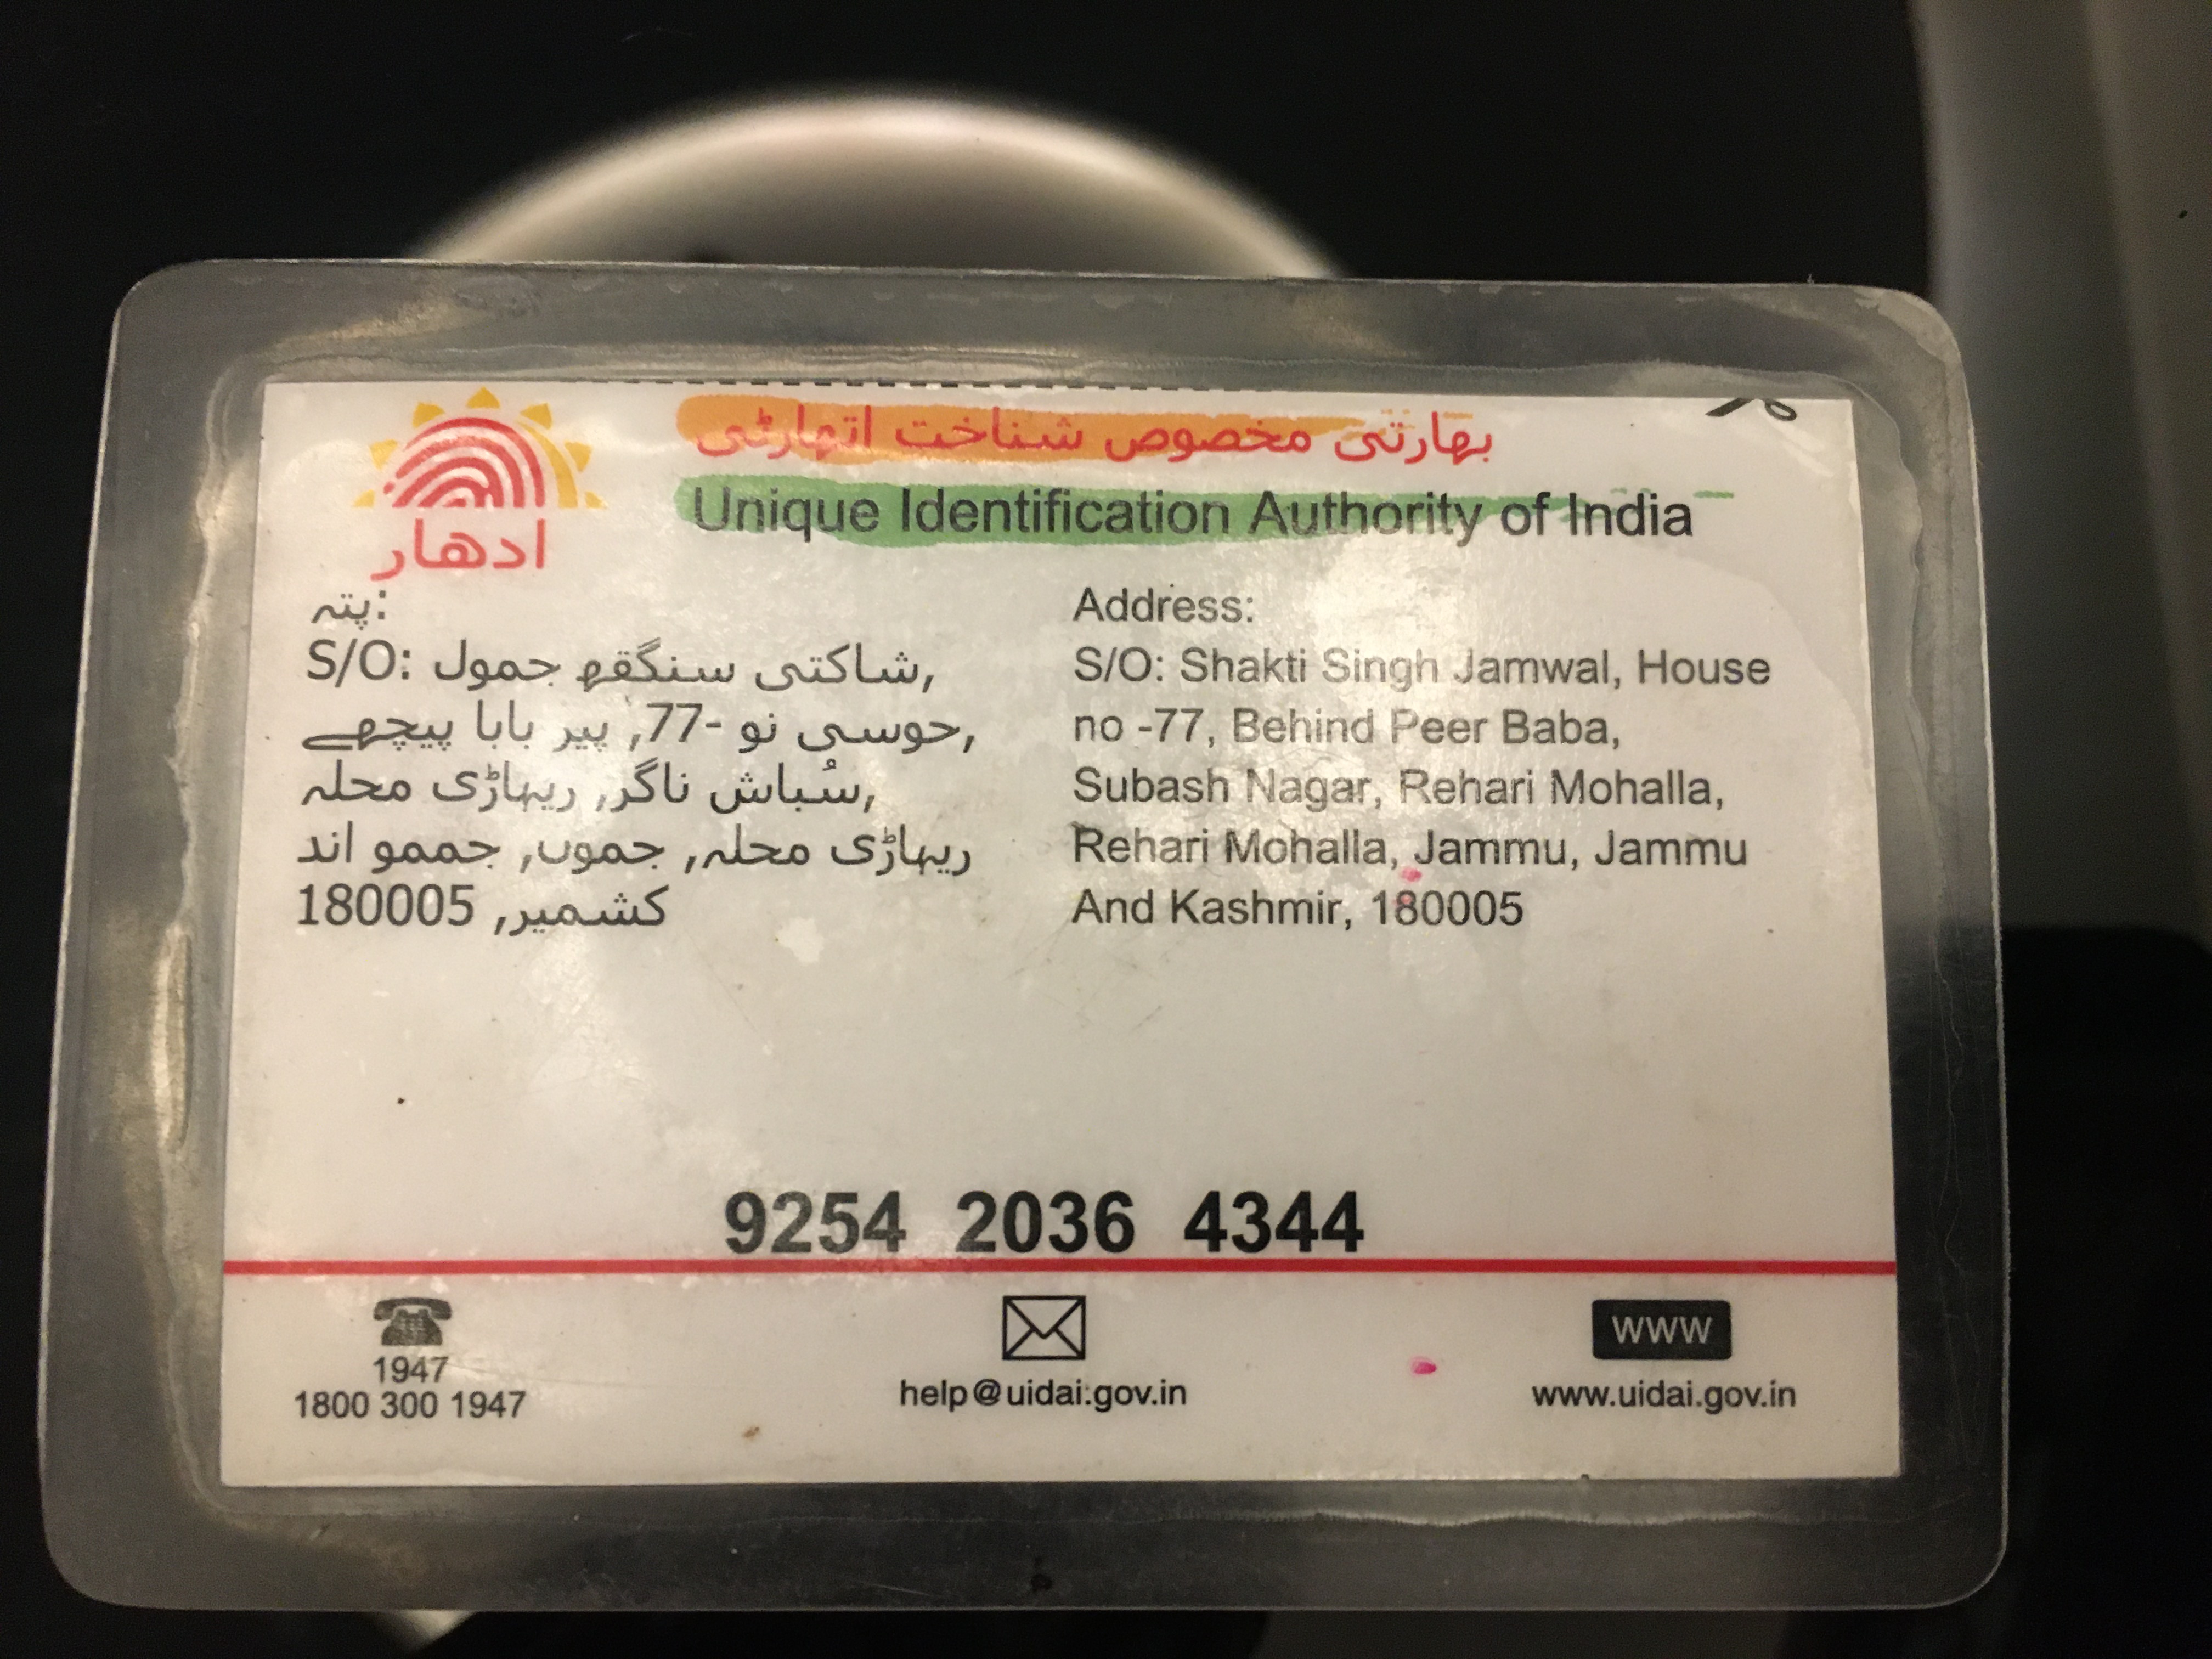 بھارتی مخصوص شناخت اتھارٹی
Unique Identification Authority of India
ادھار
پتہ:
S/O: شاکتی سنگقھ جمول,
حوسی نو -77, پیر بابا پیچھے,
سُباش ناگر, ریہاڑی محلہ,
ریہاڑی محلہ, جموں, جممو اند
کشمیر, 180005
Address:
S/O: Shakti Singh Jamwal, House
no -77, Behind Peer Baba,
Subash Nagar, Rehari Mohalla,
Rehari Mohalla, Jammu, Jammu
And Kashmir, 180005
9254 2036 4344
1947
1800 300 1947
help@uidai.gov.in
WWW
www.uidai.gov.in